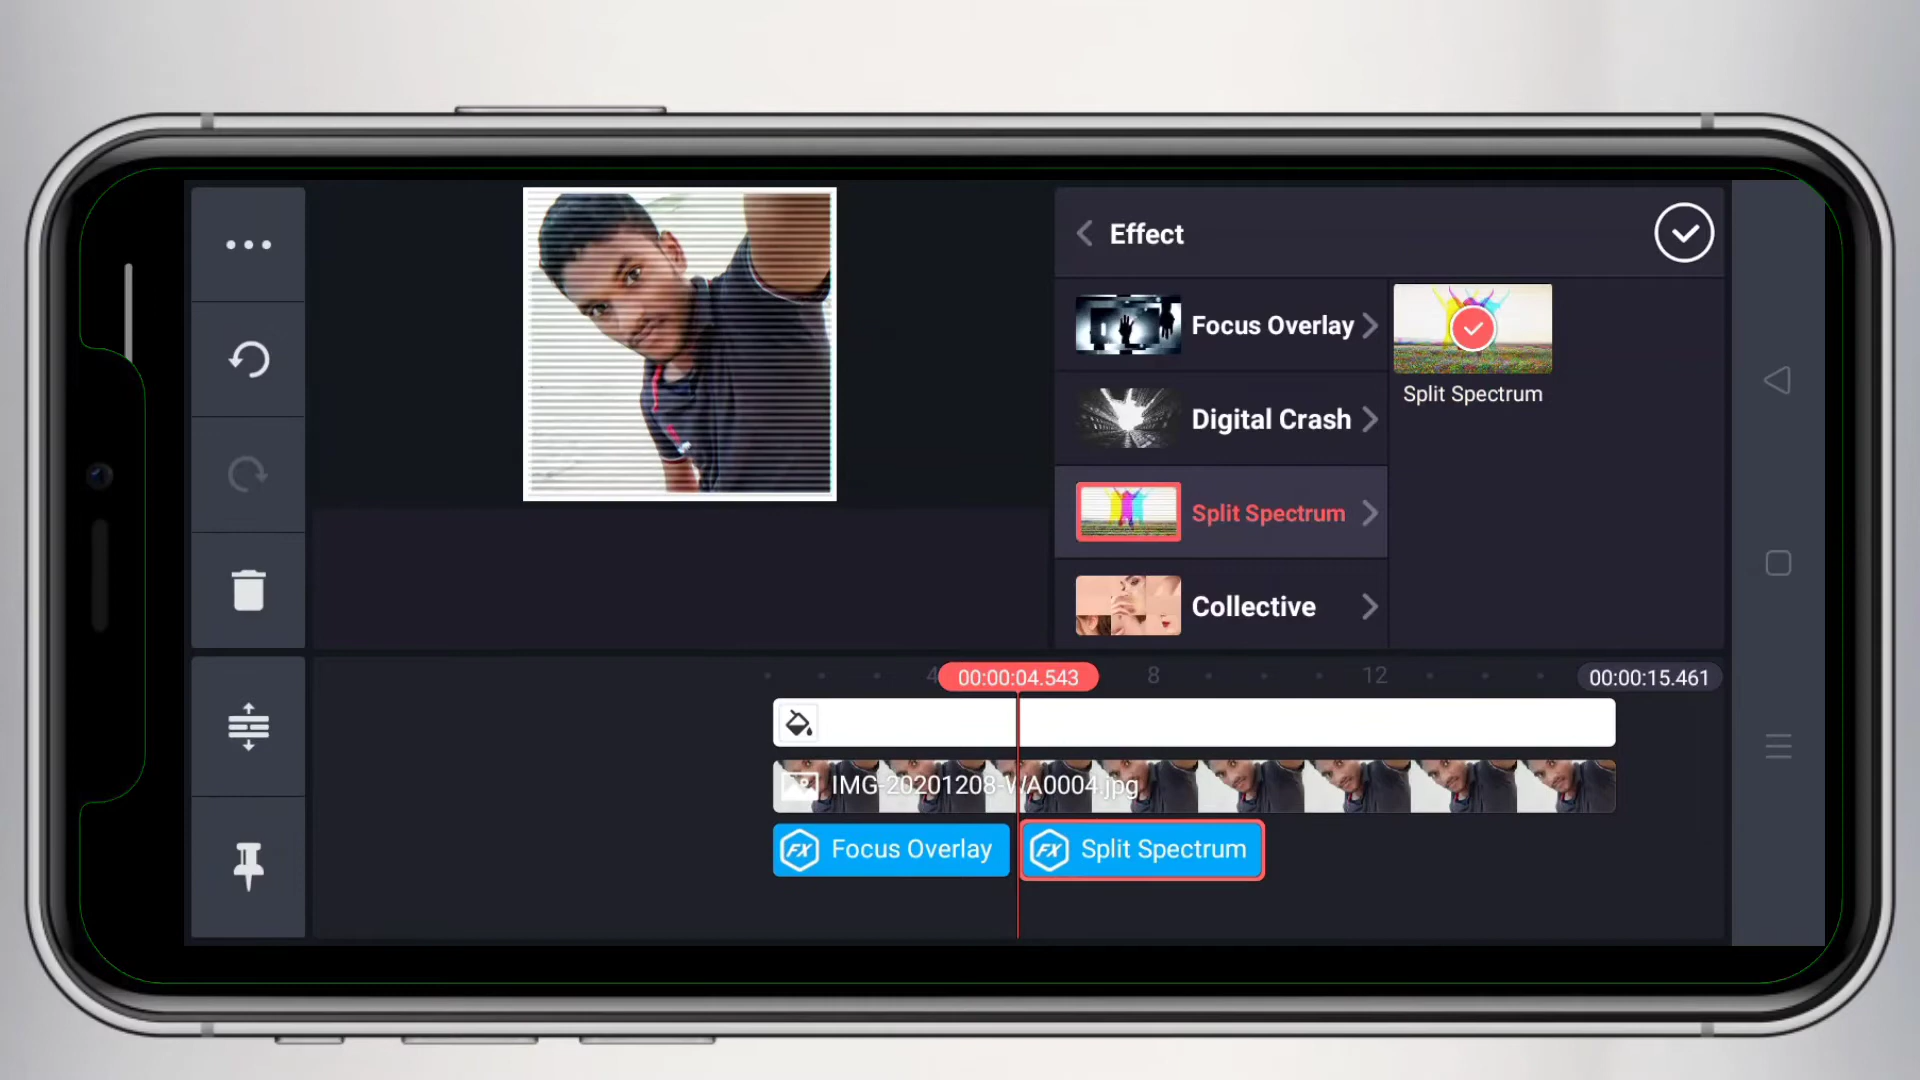 Effect
Focus Overlay
Split Spectrum
Digital Crash
Split Spectrum
Collective
4
00:00:04.543
8
12
00:00:15.461
IMG-20201208-WA0004.jpg
FX Focus Overlay
FX Split Spectrum